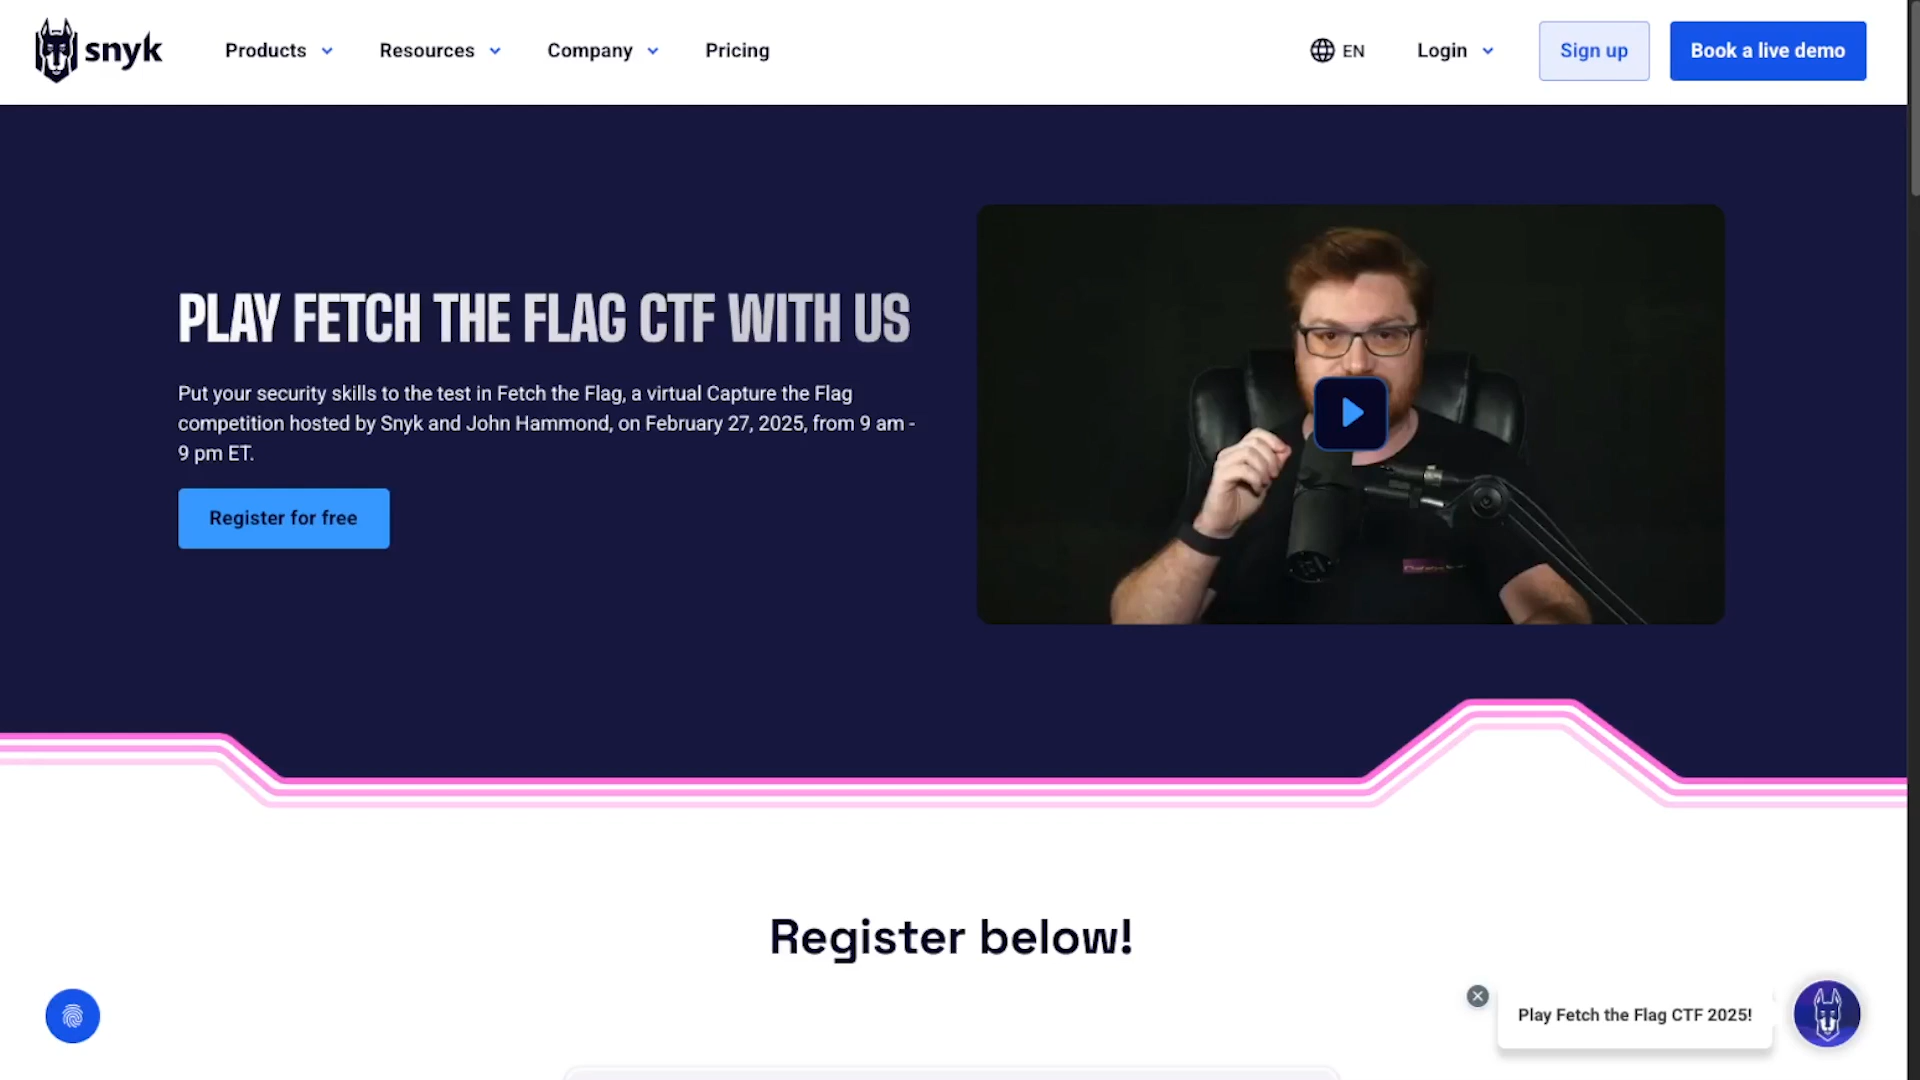 snyk
Products
Resources
Company
Pricing
EN
Login
Sign up
Book a live demo
PLAY FETCH THE FLAG CTF WITH US
Put your security skills to the test in Fetch the Flag, a virtual Capture the Flag
competition hosted by Snyk and John Hammond, on February 27, 2025, from 9 am -
9 pm ET.
Register for free
Register below!
Play Fetch the Flag CTF 2025!